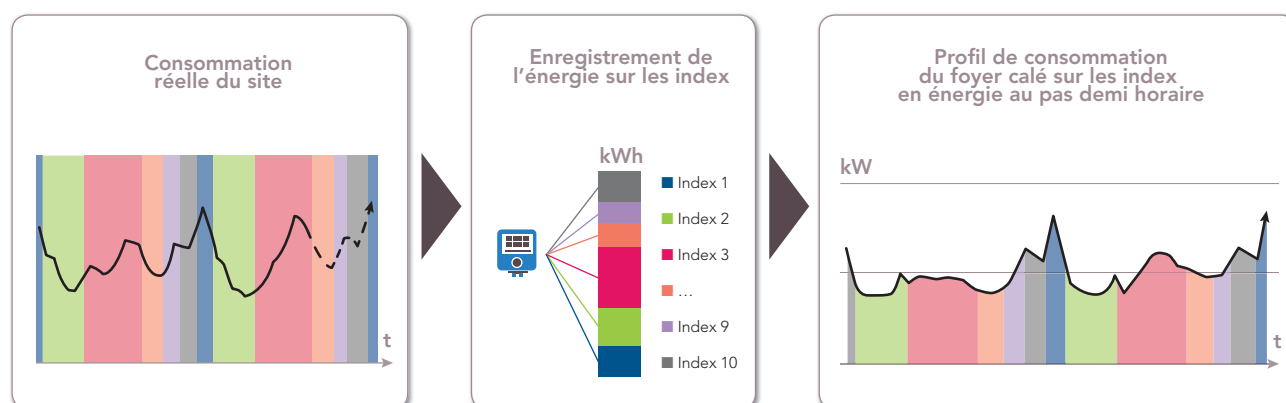 Consommation
réelle du site
t
Enregistrement de
l’énergie sur les index
kWh
Index 1
Index 2
Index 3
...
Index 9
Index 10
Profil de consommation
du foyer calé sur les index
en énergie au pas demi horaire
kW
t